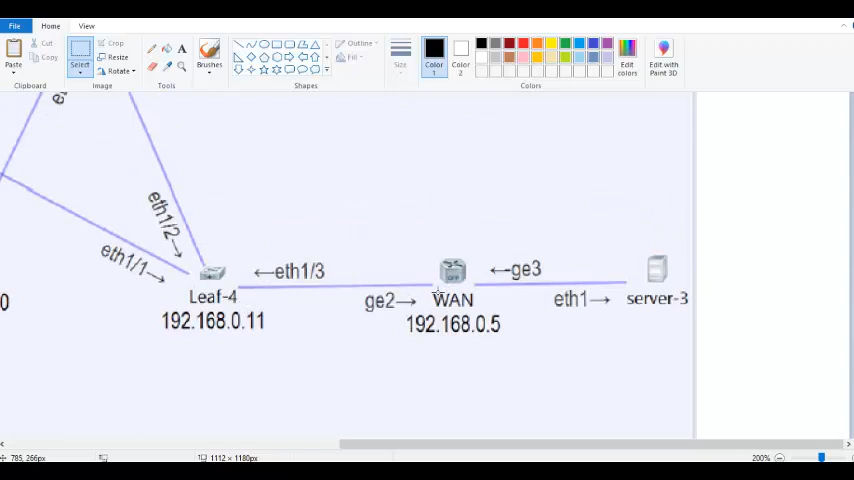 File Home View
Cut
Copy
Paste
Clipboard
Select
Crop
Resize
Rotate
Image
A
Tools
Brushes
Outline
Fill
Shapes
Size
Color
1
Color
2
Edit
colors
Edit with
Paint 3D
Colors
eth1/2→
eth1/1→
←eth1/3
←ge3
0
Leaf-4
192.168.0.11
ge2→
WAN
192.168.0.5
eth1→
server-3
785, 266px
1112 × 1180px
200%